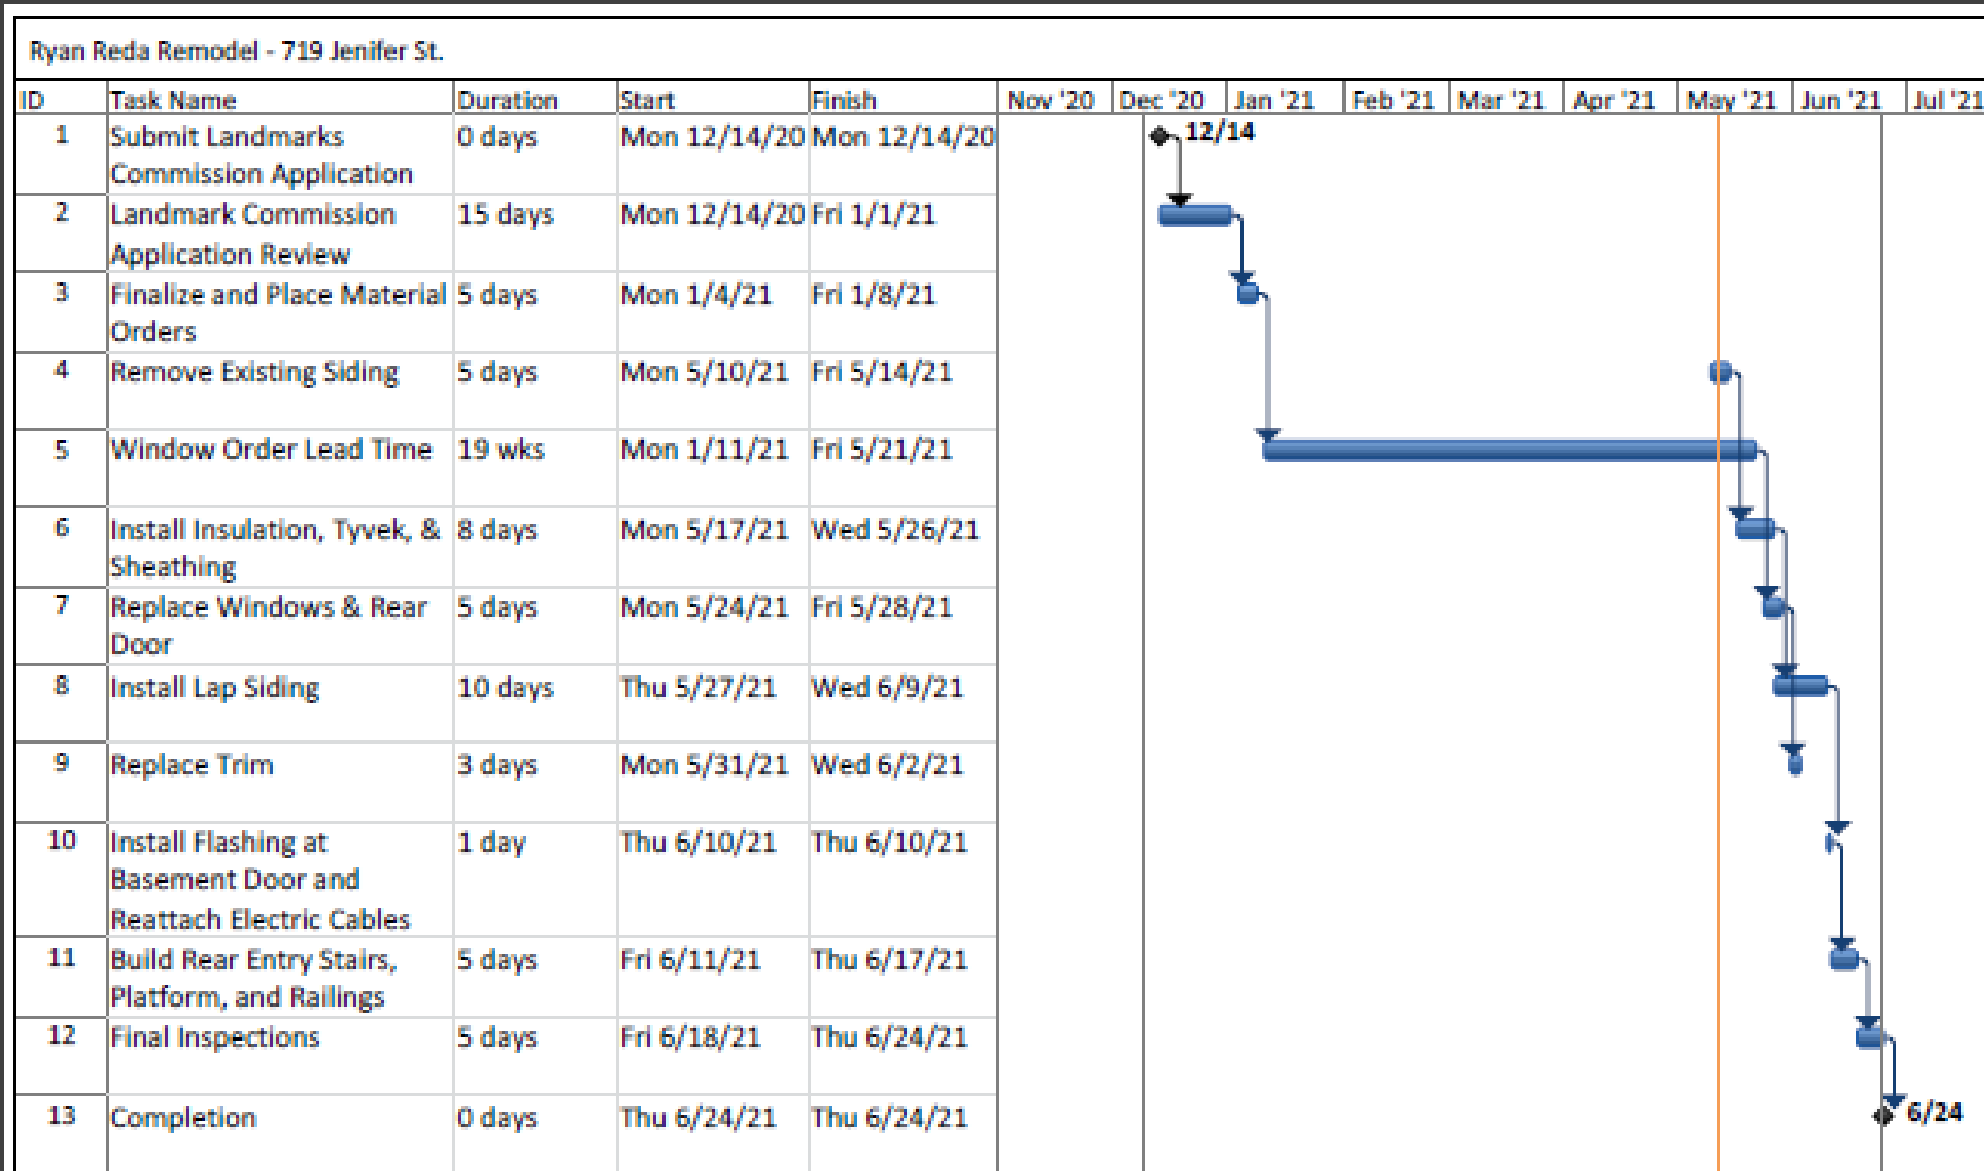 Ryan Reda Remodel - 719 Jenifer St.
ID Task Name Duration Start Finish Nov '20 Dec '20 Jan '21 Feb '21 Mar '21 Apr '21 May '21 Jun '21 Jul '21
1 Submit Landmarks 0 days Mon 12/14/20 Mon 12/14/20 12/14
Commission Application
2 Landmark Commission 15 days Mon 12/14/20 Fri 1/1/21
Application Review
3 Finalize and Place Material 5 days Mon 1/4/21 Fri 1/8/21
Orders
4 Remove Existing Siding 5 days Mon 5/10/21 Fri 5/14/21
5 Window Order Lead Time 19 wks Mon 1/11/21 Fri 5/21/21
6 Install Insulation, Tyvek, & 8 days Mon 5/17/21 Wed 5/26/21
Sheathing
7 Replace Windows & Rear 5 days Mon 5/24/21 Fri 5/28/21
Door
8 Install Lap Siding 10 days Thu 5/27/21 Wed 6/9/21
9 Replace Trim 3 days Mon 5/31/21 Wed 6/2/21
10 Install Flashing at 1 day Thu 6/10/21 Thu 6/10/21
Basement Door and
Reattach Electric Cables
11 Build Rear Entry Stairs, 5 days Fri 6/11/21 Thu 6/17/21
Platform, and Railings
12 Final Inspections 5 days Fri 6/18/21 Thu 6/24/21
13 Completion 0 days Thu 6/24/21 Thu 6/24/21 6/24